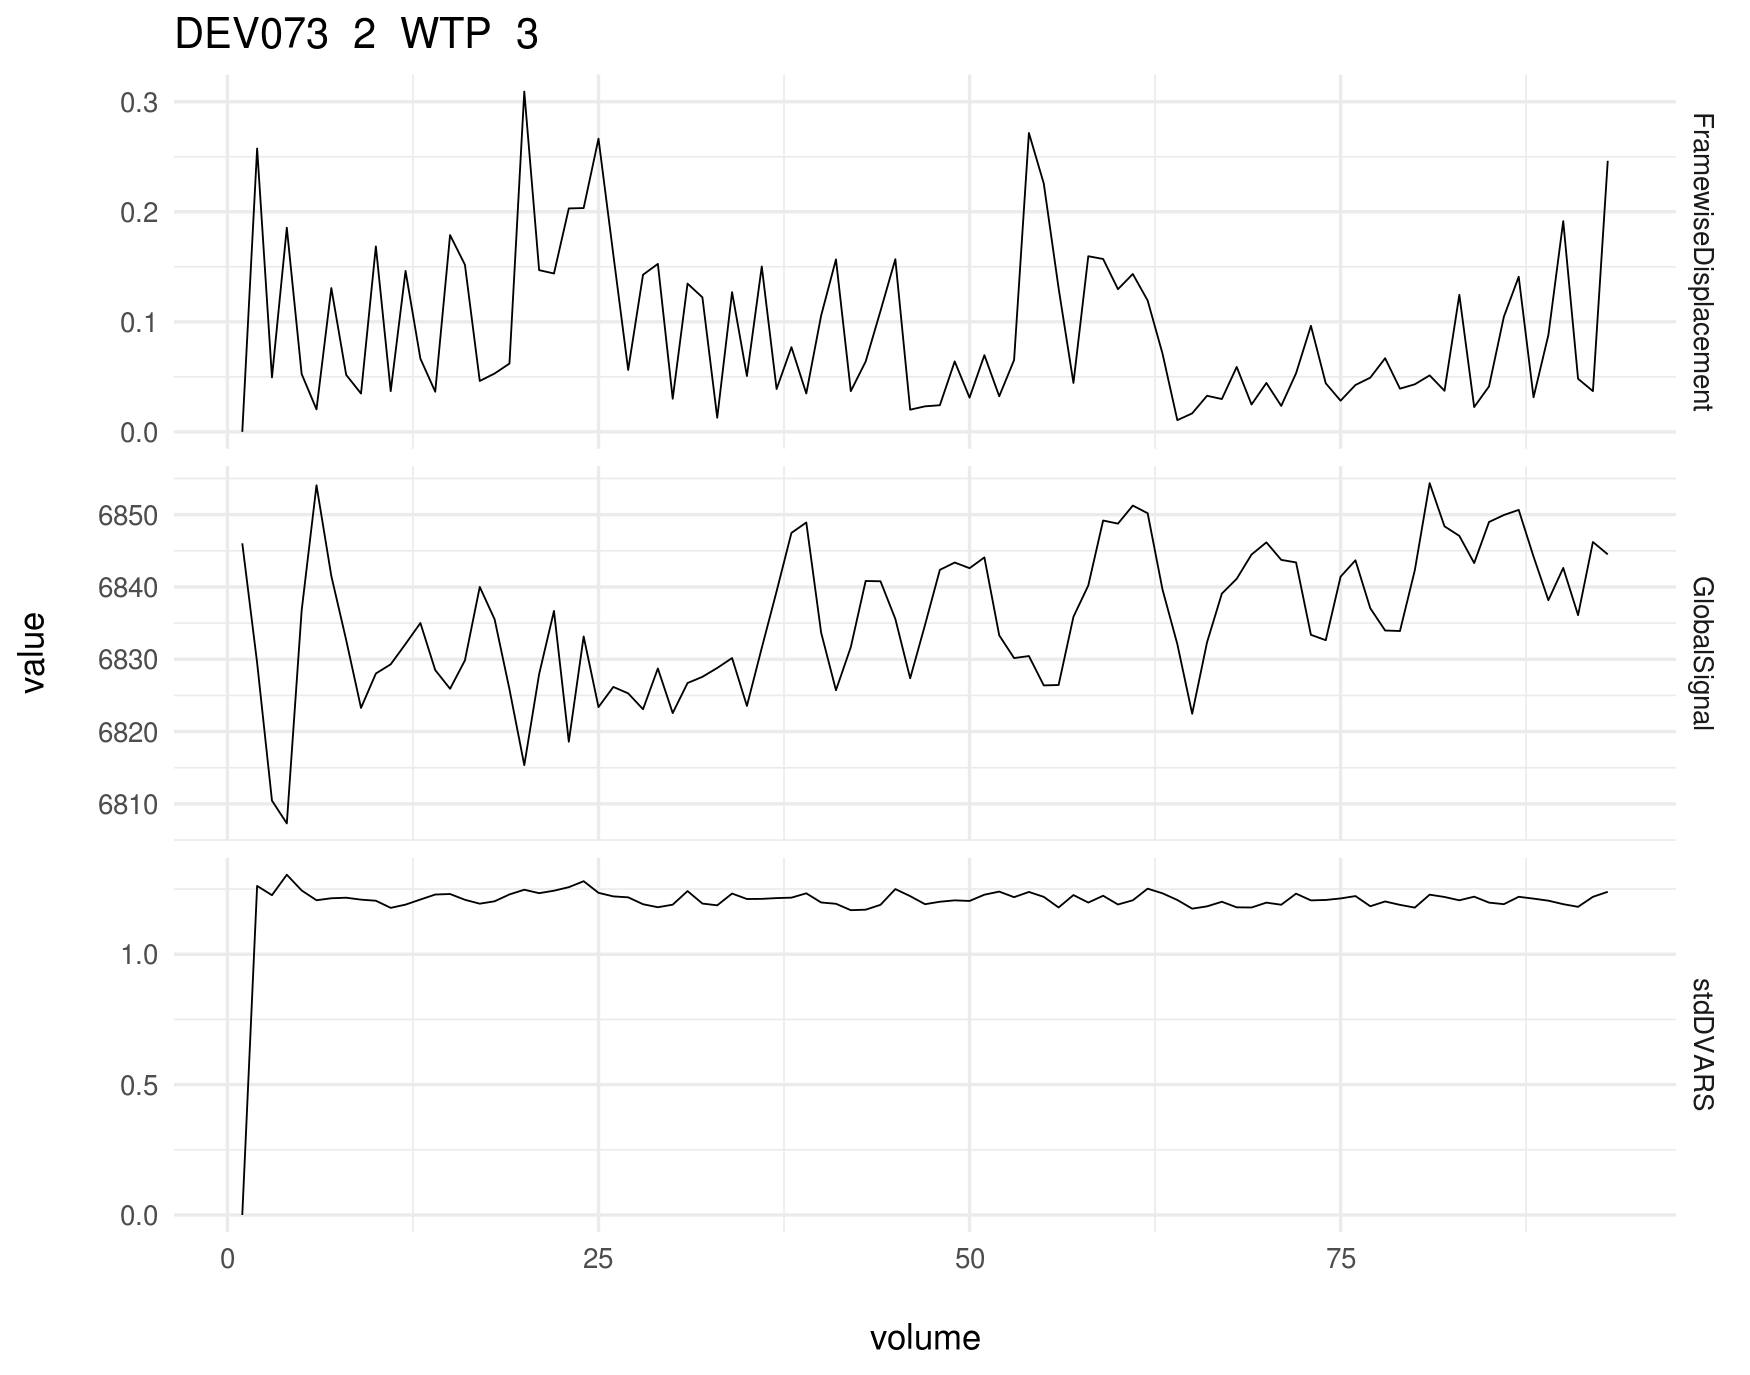 DEV073 2 WTP 3
0.3
0.2
0.1
0.0
FramewiseDisplacement
6850
6840
6830
6820
6810
GlobalSignal
value
1.0
0.5
0.0
stdDVARS
0 25 50 75
volume